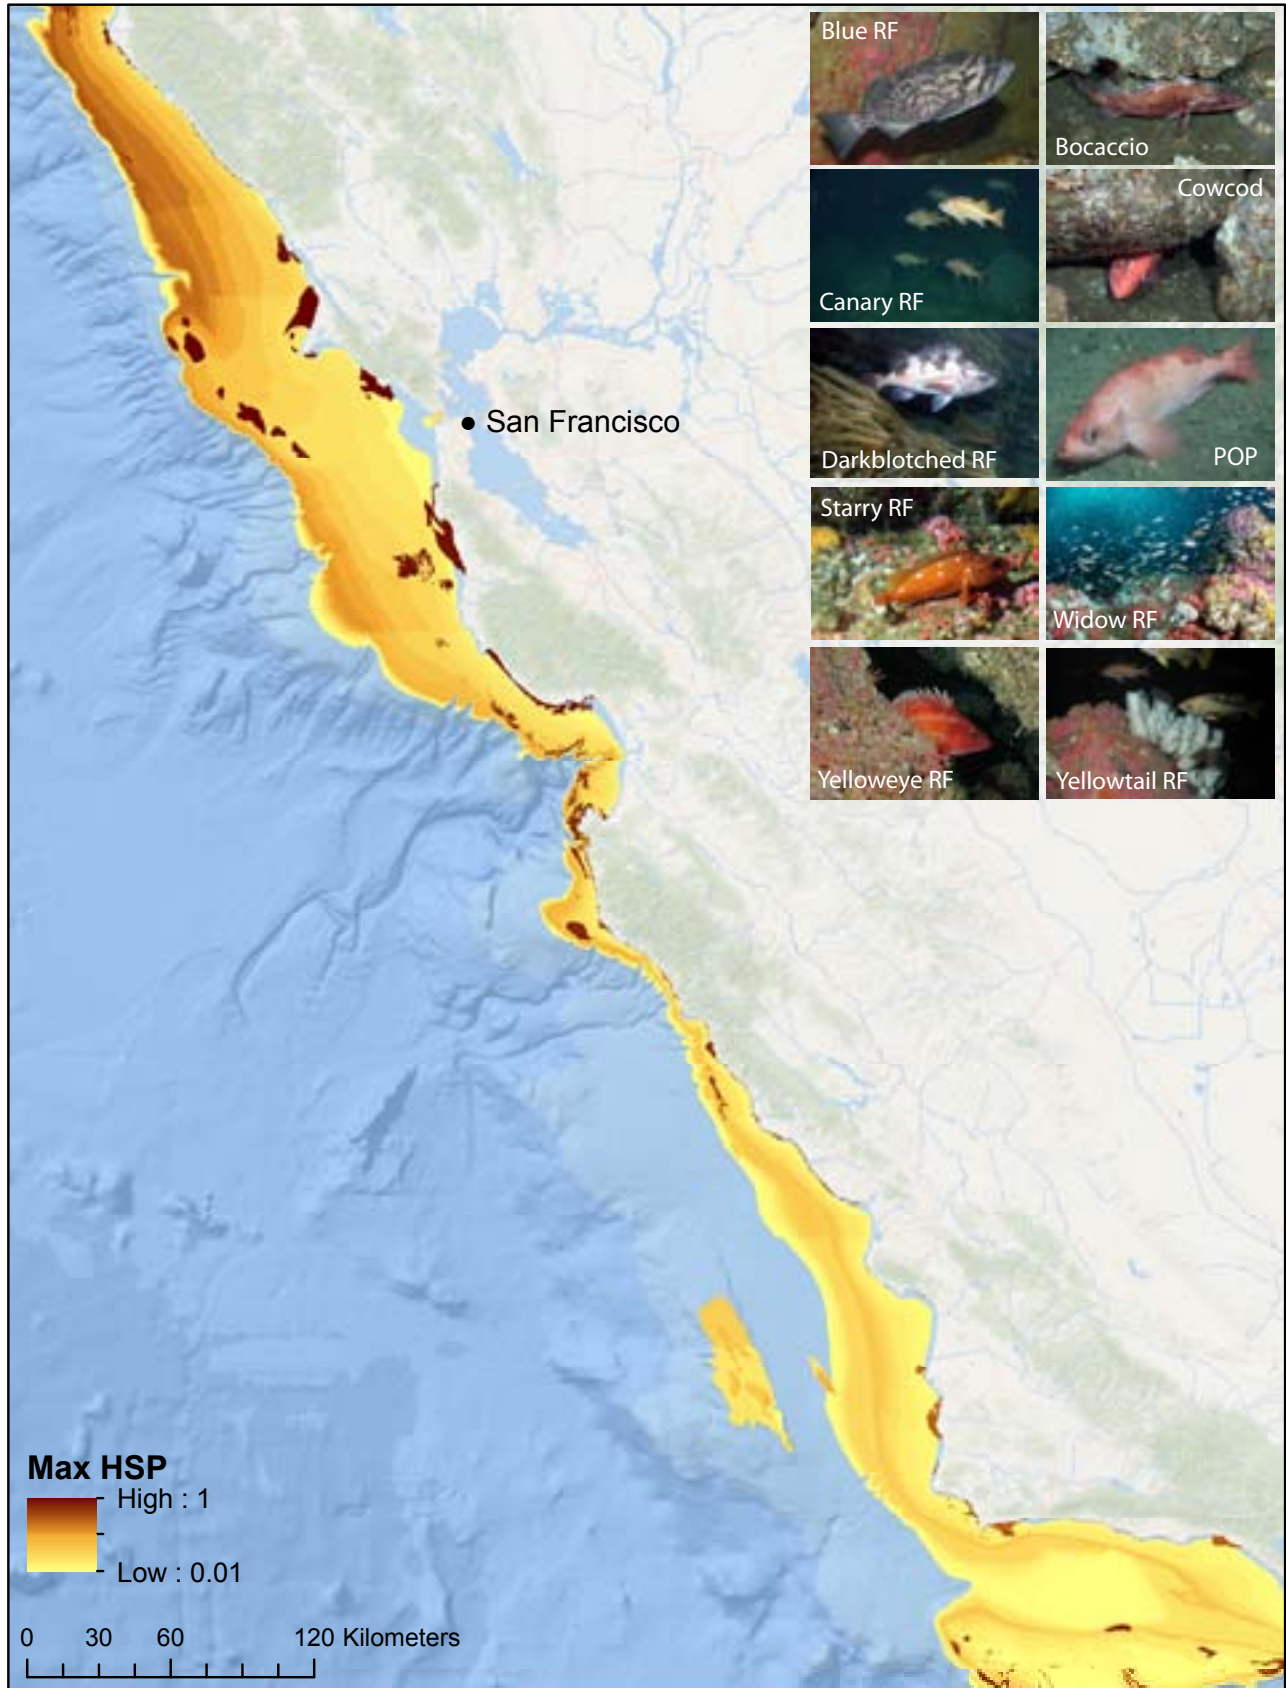 Blue RF
Bocaccio
Cowcod
Canary RF
Darkblotched RF
POP
San Francisco
Starry RF
Widow RF
Yelloweye RF
Yellowtail RF
Max HSP
High : 1
Low : 0.01
0 30 60 120 Kilometers